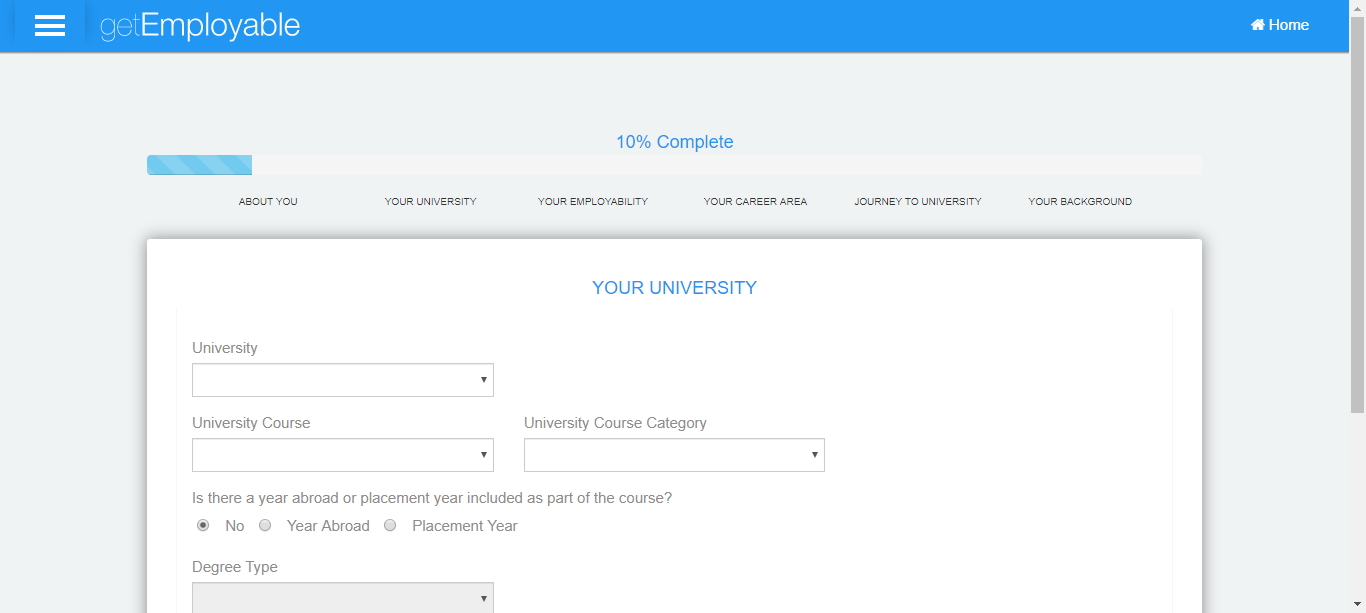 getEmployable Home
10% Complete
ABOUT YOU YOUR UNIVERSITY YOUR EMPLOYABILITY YOUR CAREER AREA JOURNEY TO UNIVERSITY YOUR BACKGROUND
YOUR UNIVERSITY
University
University Course University Course Category
Is there a year abroad or placement year included as part of the course?
No Year Abroad Placement Year
Degree Type